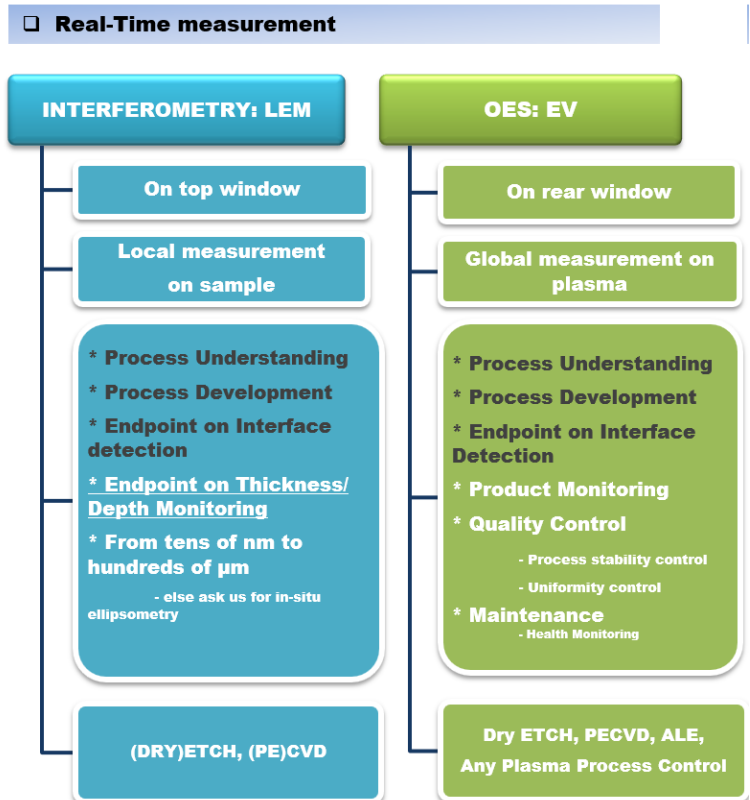 ❑ Real-Time measurement
INTERFEROMETRY: LEM
On top window
Local measurement
on sample
* Process Understanding
* Process Development
* Endpoint on Interface
detection
* Endpoint on Thickness/
Depth Monitoring
* From tens of nm to
hundreds of µm
- else ask us for in-situ
ellipsometry
(DRY)ETCH, (PE)CVD
OES: EV
On rear window
Global measurement on
plasma
* Process Understanding
* Process Development
* Endpoint on Interface
Detection
* Product Monitoring
* Quality Control
- Process stability control
- Uniformity control
* Maintenance
- Health Monitoring
Dry ETCH, PECVD, ALE,
Any Plasma Process Control